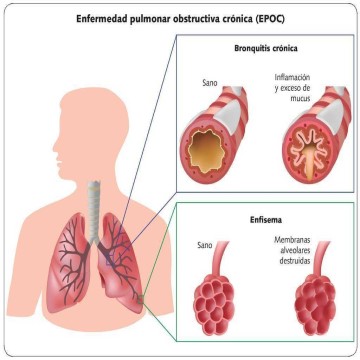 Enfermedad pulmonar obstructiva crónica (EPOC)
Bronquitis crónica
Sano
Inflamación
y exceso de
mucus
Enfisema
Sano
Membranas
alveolares
destruidas